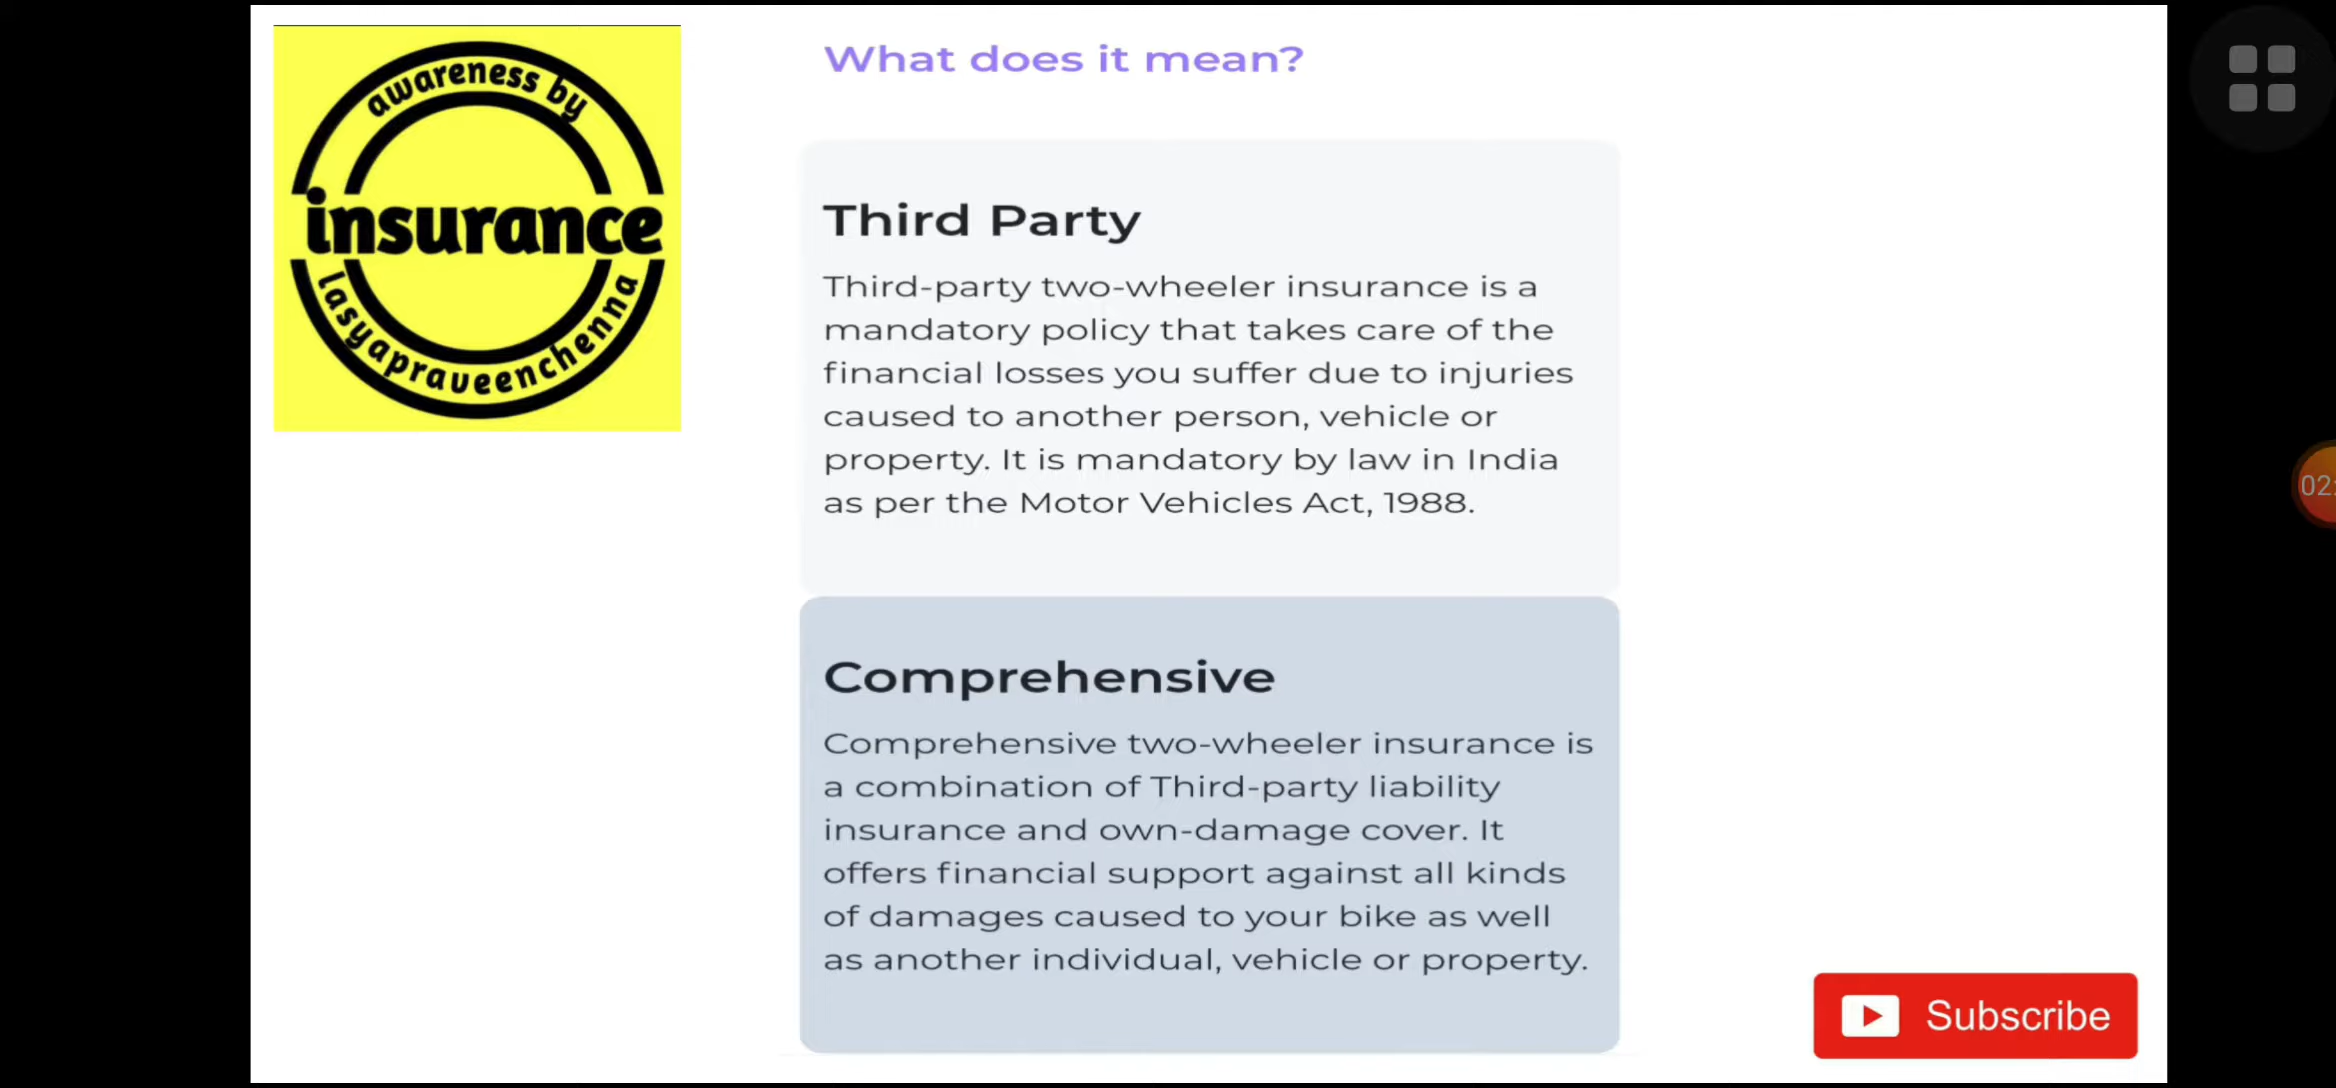 awareness by
insurance
lasyapraveenchenna
What does it mean?
Third Party
Third-party two-wheeler insurance is a
mandatory policy that takes care of the
financial losses you suffer due to injuries
caused to another person, vehicle or
property. It is mandatory by law in India
as per the Motor Vehicles Act, 1988.
Comprehensive
Comprehensive two-wheeler insurance is
a combination of Third-party liability
insurance and own-damage cover. It
offers financial support against all kinds
of damages caused to your bike as well
as another individual, vehicle or property.
02:
Subscribe